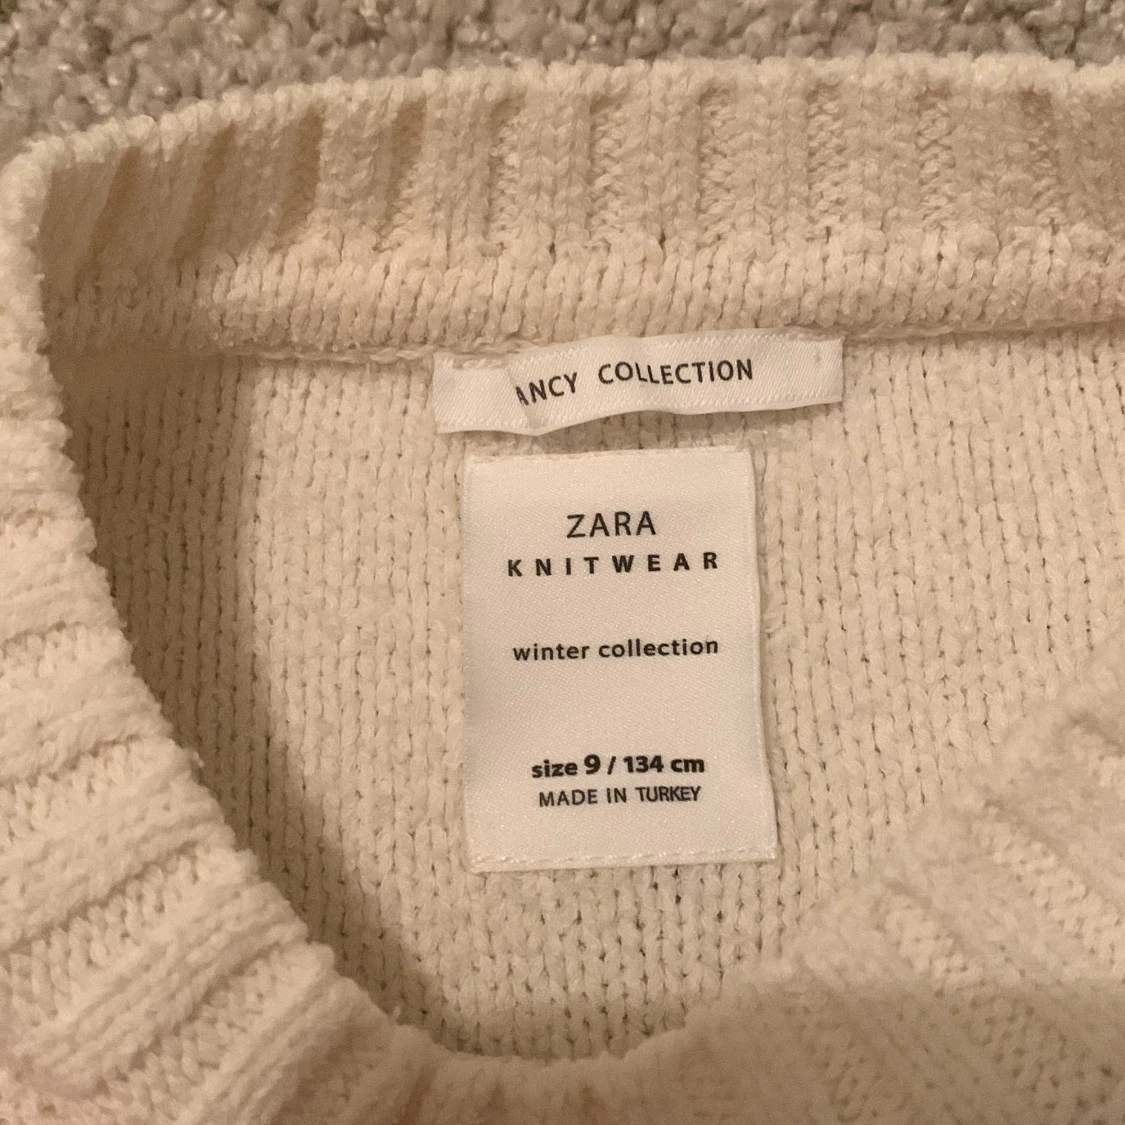 ANCY COLLECTION
ZARA
KNITWEAR
winter collection
size 9 / 134 cm
MADE IN TURKEY